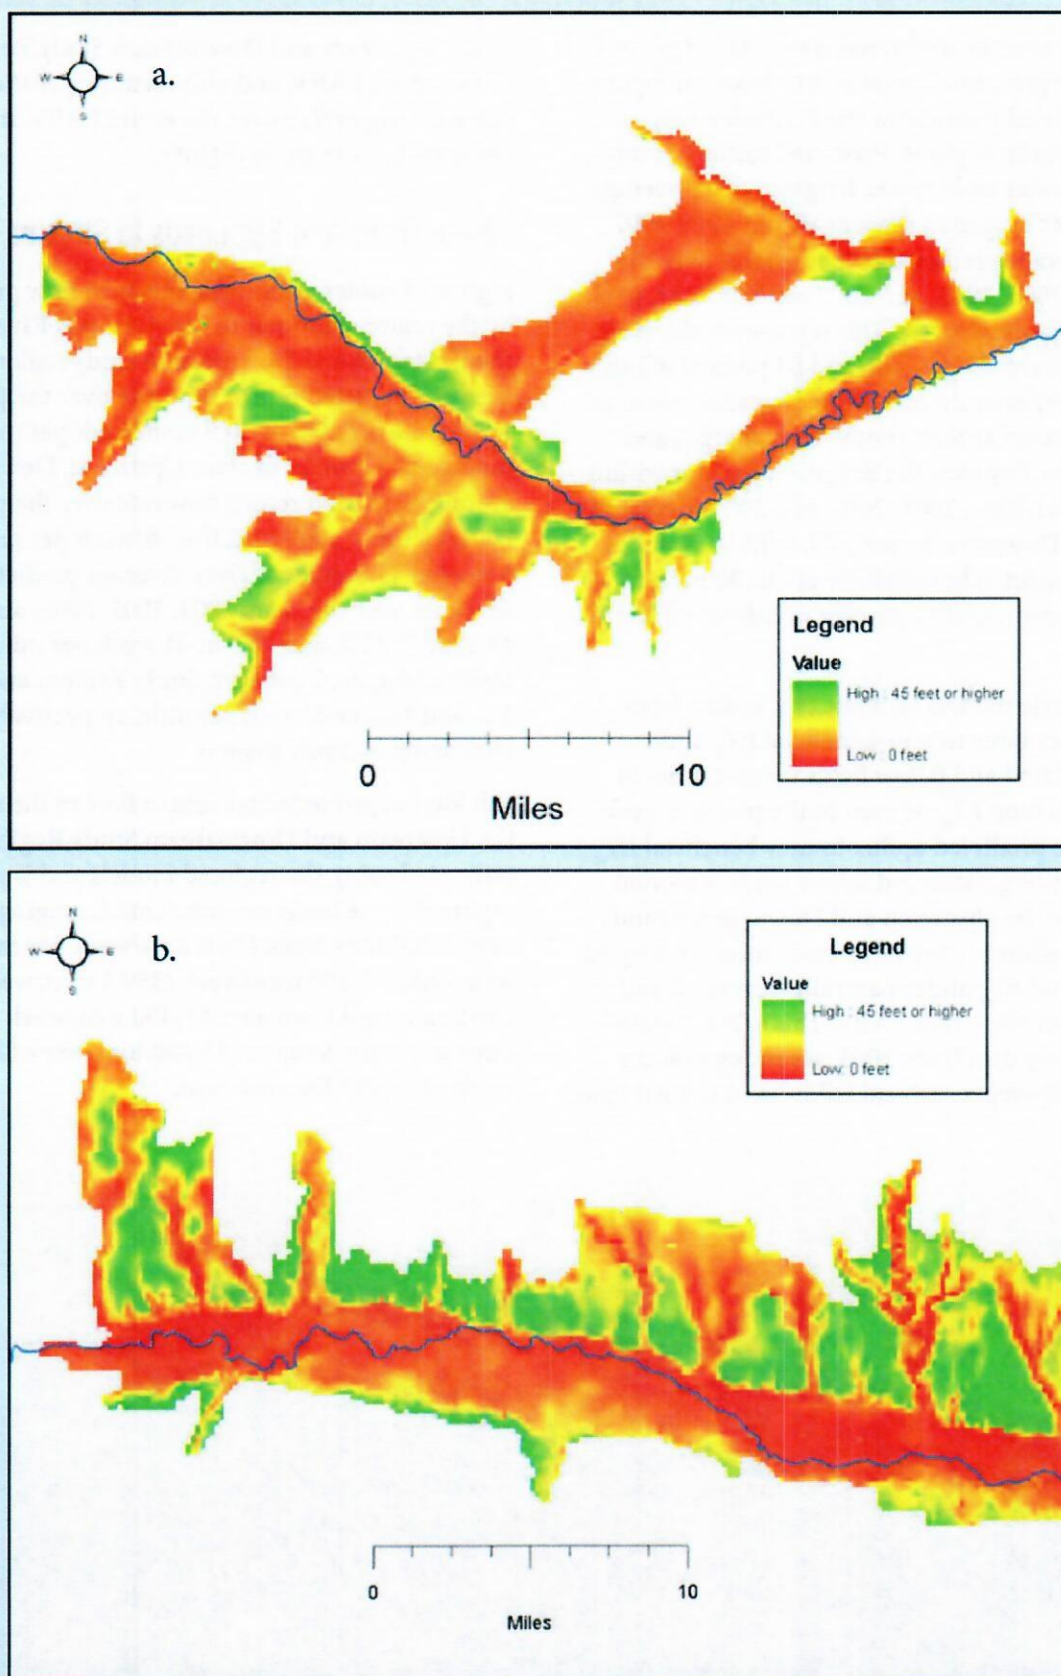 N
W E
S
a.
Legend
Value
High : 45 feet or higher
Low : 0 feet
0 10
Miles
N
W E
S
b.
Legend
Value
High : 45 feet or higher
Low: 0 feet
0 10
Miles